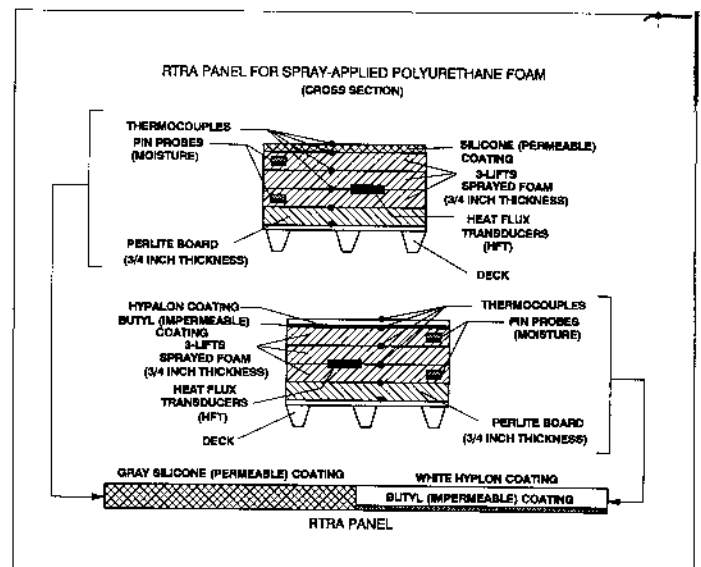 RTRA PANEL FOR SPRAY-APPLIED POLYURETHANE FOAM
(CROSS SECTION)
THERMOCOUPLES
PIN PROBES
(MOISTURE)
PERLITE BOARD
(3/4 INCH THICKNESS)
SILICONE (PERMEABLE)
COATING
3-LIFTS
SPRAYED FOAM
(3/4 INCH THICKNESS)
HEAT FLUX
TRANSDUCERS
(HFT)
DECK
HYPALON COATING
BUTYL (IMPERMEABLE)
COATING
3-LIFTS
SPRAYED FOAM
(3/4 INCH THICKNESS)
HEAT FLUX
TRANSDUCERS
(HFT)
DECK
THERMOCOUPLES
PIN PROBES
(MOISTURE)
PERLITE BOARD
(3/4 INCH THICKNESS)
GRAY SILICONE (PERMEABLE) COATING
WHITE HYPLON COATING
BUTYL (IMPERMEABLE) COATING
RTRA PANEL